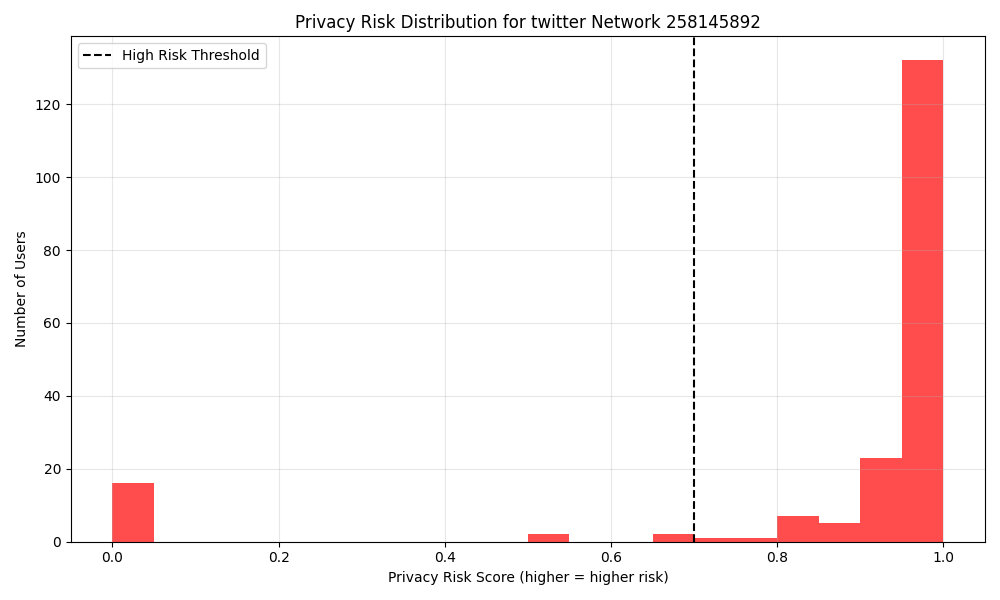 Privacy Risk Distribution for twitter Network 258145892
High Risk Threshold
Number of Users
120
100
80
60
40
20
0
0.0 0.2 0.4 0.6 0.8 1.0
Privacy Risk Score (higher = higher risk)